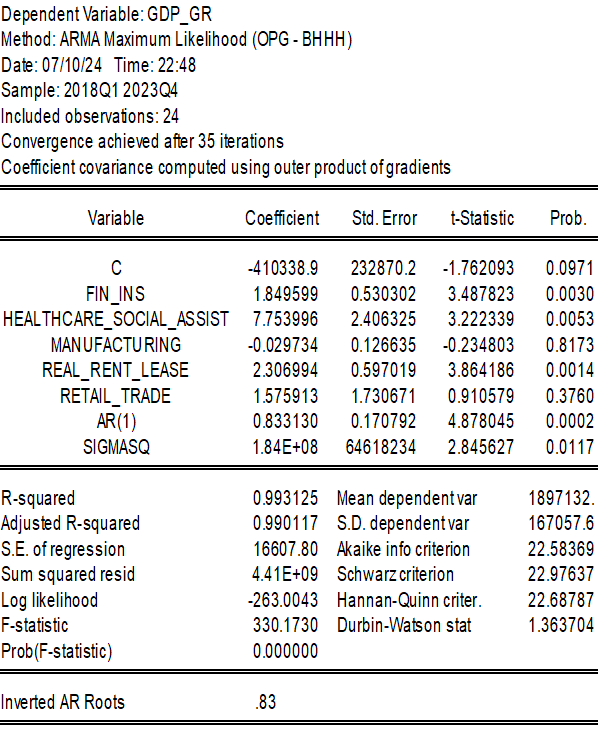 Dependent Variable: GDP_GR
Method: ARMA Maximum Likelihood (OPG - BHHH)
Date: 07/10/24 Time: 22:48
Sample: 2018Q1 2023Q4
Included observations: 24
Convergence achieved after 35 iterations
Coefficient covariance computed using outer product of gradients
Variable Coefficient Std. Error t-Statistic Prob.
C -410338.9 232870.2 -1.762093 0.0971
FIN_INS 1.849599 0.530302 3.487823 0.0030
HEALTHCARE_SOCIAL_ASSIST 7.753996 2.406325 3.222339 0.0053
MANUFACTURING -0.029734 0.126635 -0.234803 0.8173
REAL_RENT_LEASE 2.306994 0.597019 3.864186 0.0014
RETAIL_TRADE 1.575913 1.730671 0.910579 0.3760
AR(1) 0.833130 0.170792 4.878045 0.0002
SIGMASQ 1.84E+08 64618234 2.845627 0.0117
R-squared 0.993125 Mean dependent var 1897132.
Adjusted R-squared 0.990117 S.D. dependent var 167057.6
S.E. of regression 16607.80 Akaike info criterion 22.58369
Sum squared resid 4.41E+09 Schwarz criterion 22.97637
Log likelihood -263.0043 Hannan-Quinn criter. 22.68787
F-statistic 330.1730 Durbin-Watson stat 1.363704
Prob(F-statistic) 0.000000
Inverted AR Roots .83